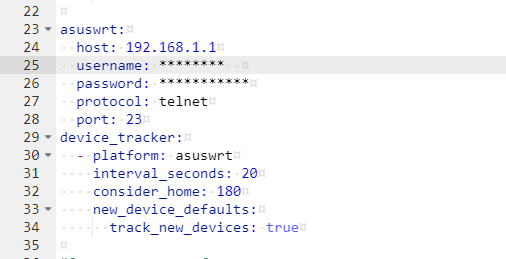 22
23 asuswrt:
24   host: 192.168.1.1
25   username: ********
26   password: ***********
27   protocol: telnet
28   port: 23
29 device_tracker:
30   - platform: asuswrt
31     interval_seconds: 20
32     consider_home: 180
33     new_device_defaults:
34       track_new_devices: true
35